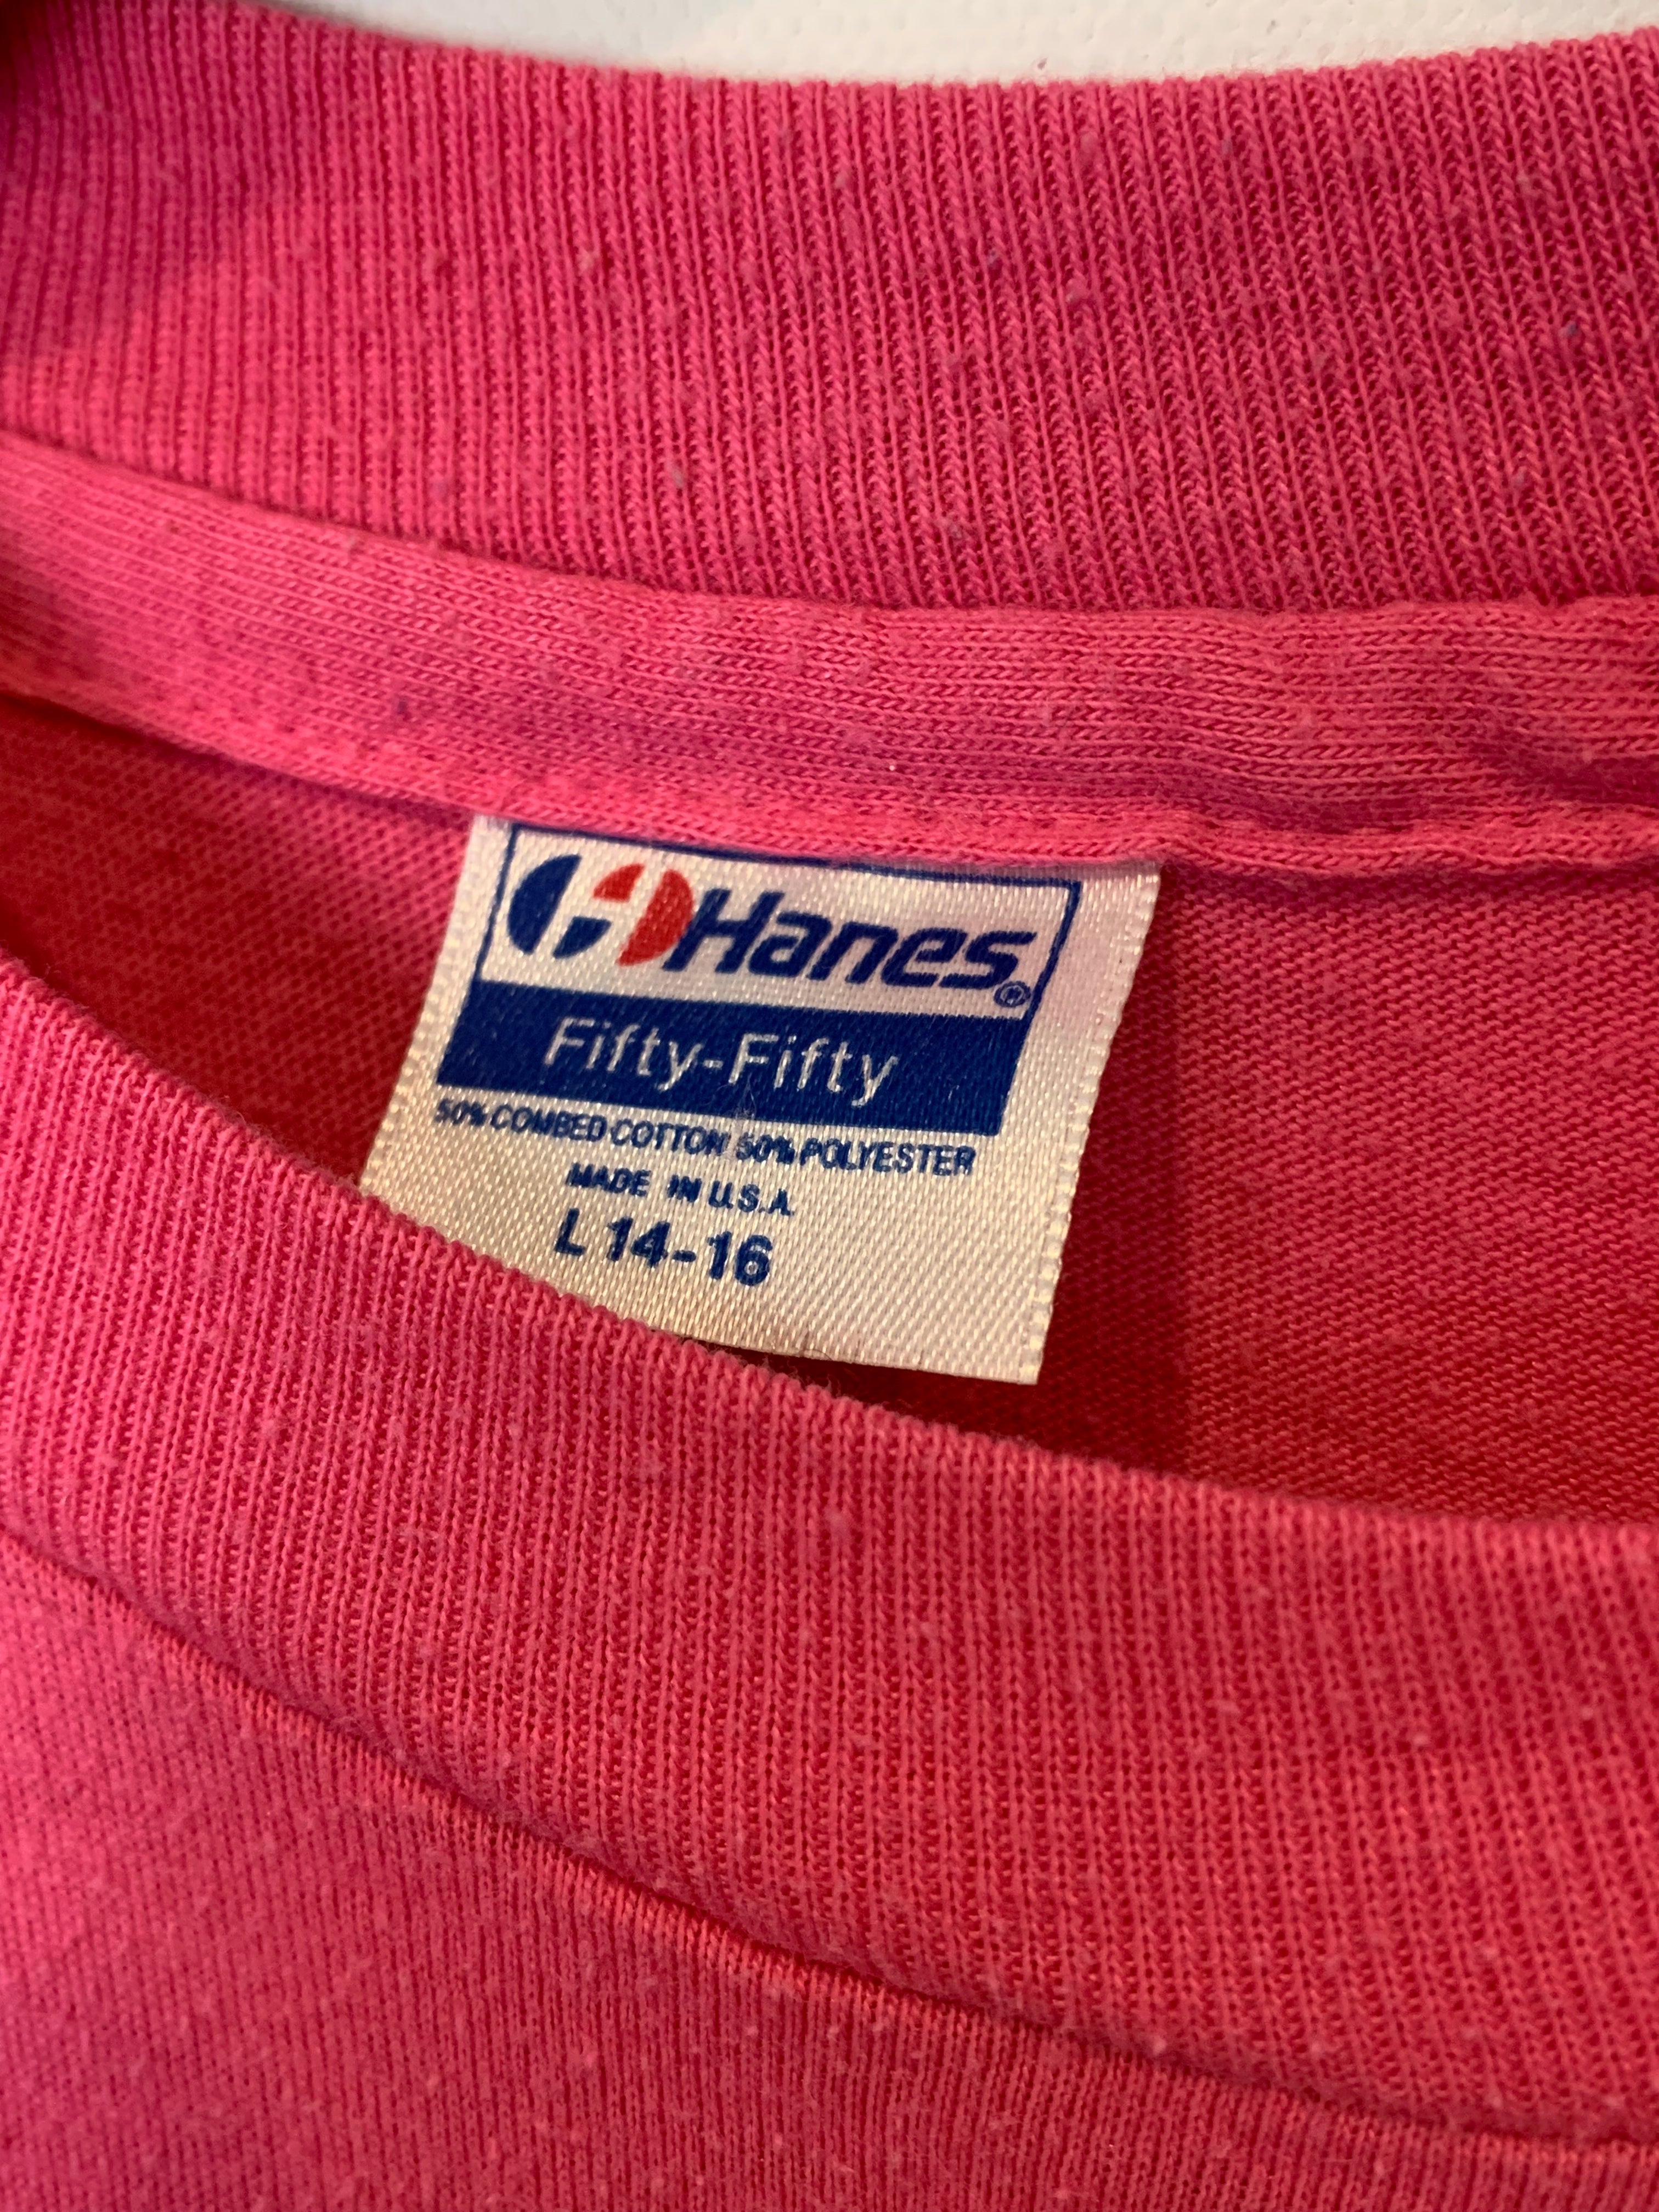 Hanes®
Fifty-Fifty
50% COMBED COTTON 50% POLYESTER
MADE IN U.S.A.
L 14-16